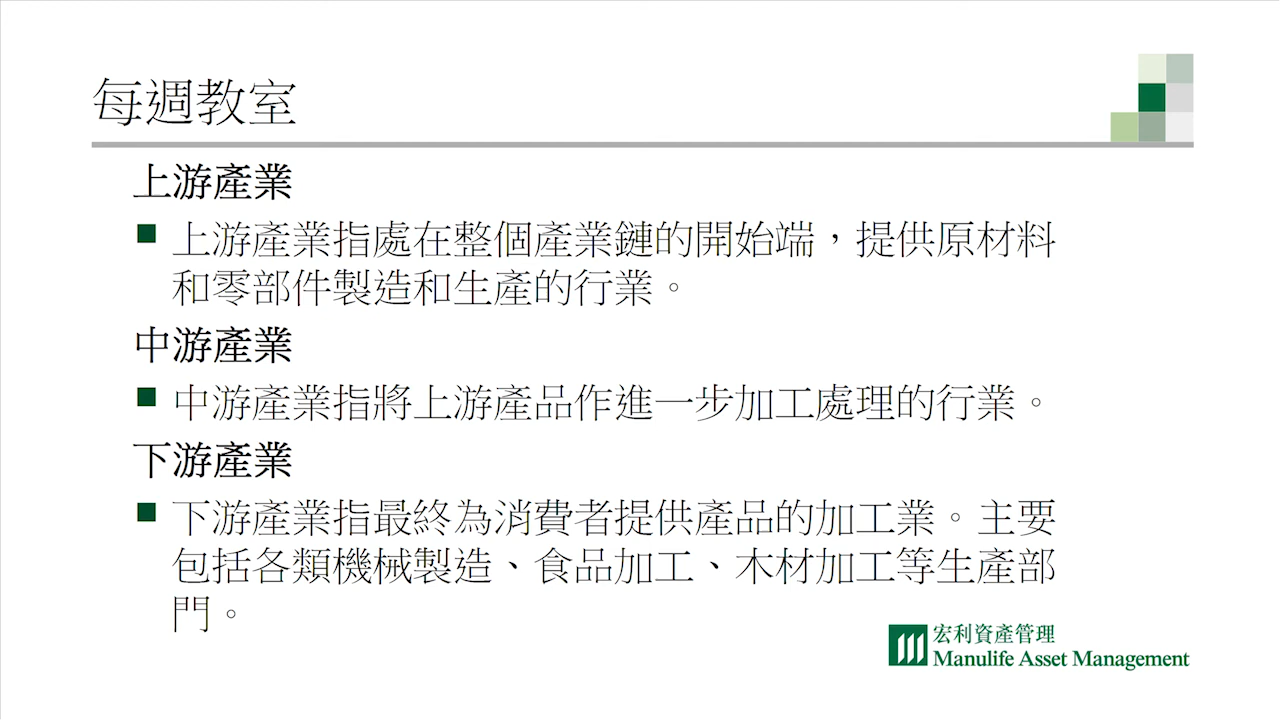 每週教室
上游產業
上游產業指處在整個產業鏈的開始端，提供原材料
和零部件製造和生產的行業。
中游產業
中游產業指將上游產品作進一步加工處理的行業。
下游產業
下游產業指最終為消費者提供產品的加工業。主要
包括各類機械製造、食品加工、木材加工等生產部
門。
宏利資產管理
Manulife Asset Management